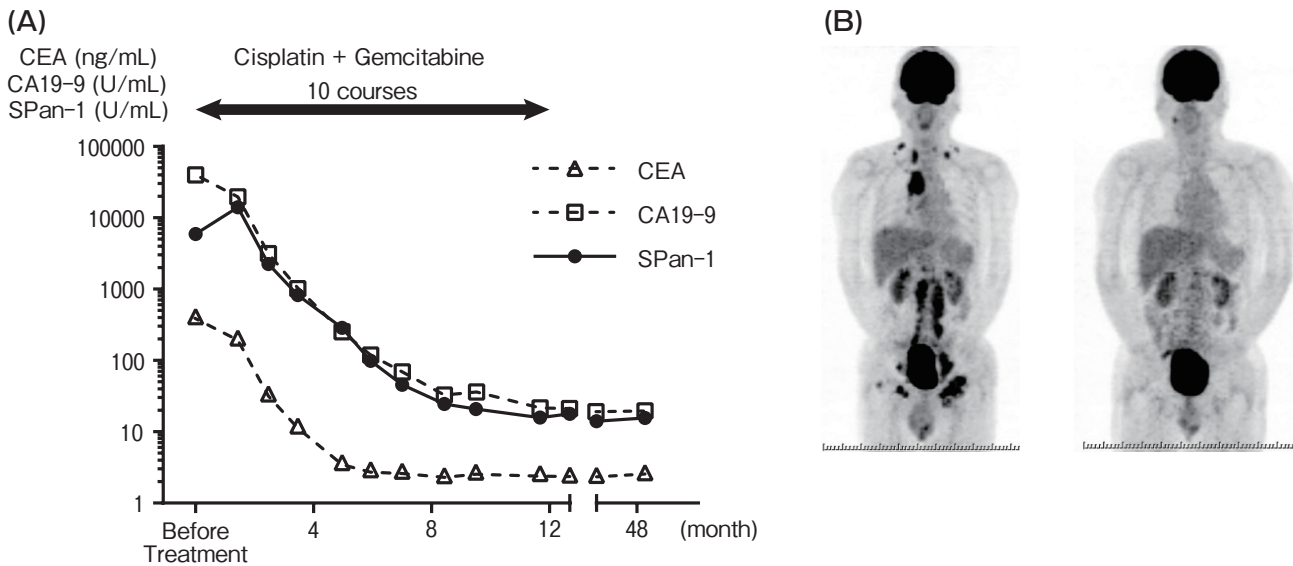 (A)
CEA (ng/mL)
CA19-9 (U/mL)
SPan-1 (U/mL)
Cisplatin + Gemcitabine
10 courses
100000
10000
1000
100
10
1
CEA
CA19-9
SPan-1
Before
Treatment
4
8
12
48
(month)
(B)